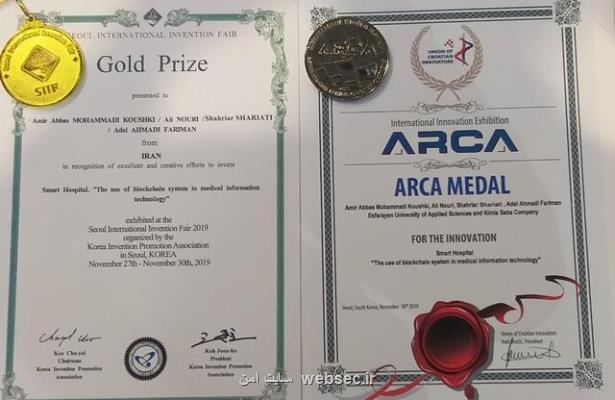 SEOUL INTERNATIONAL INVENTION FAIR
Gold Prize
presented to
Amir Abbas MOHAMMADI KOUSHKI / Ali NOURI /Shahriar SHARIATI /
Adel AHMADI FARIMAN
from
IRAN
in recognition of excellent and creative efforts to invent
Smart Hospital. "The use of blockchain system in medical information
technology"
exhibited at the
Seoul International Invention Fair 2019
organized by the
Korea Invention Promotion Association
in Seoul, KOREA
November 27th - November 30th, 2019
Chairman
Korea Invention Promotion
Association
President
Korea Invention Promotion
Association
SIIF
UNION OF
CROATIAN
INNOVATORS
International Innovation Exhibition
ARCA
ARCA MEDAL
Amir Abbas Mohammadi Koushki, Ali Nouri, Shahriar Shariati , Adel Ahmadi Fariman
Esfarayen University of Applied Sciences and Kimia Saba Company
FOR THE INNOVATION
Smart Hospital
"The use of blockchain system in medical information technology"
Seoul, South Korea, November 30th 2019
Union of Croatian Innovators
President
سایت امن websec.ir